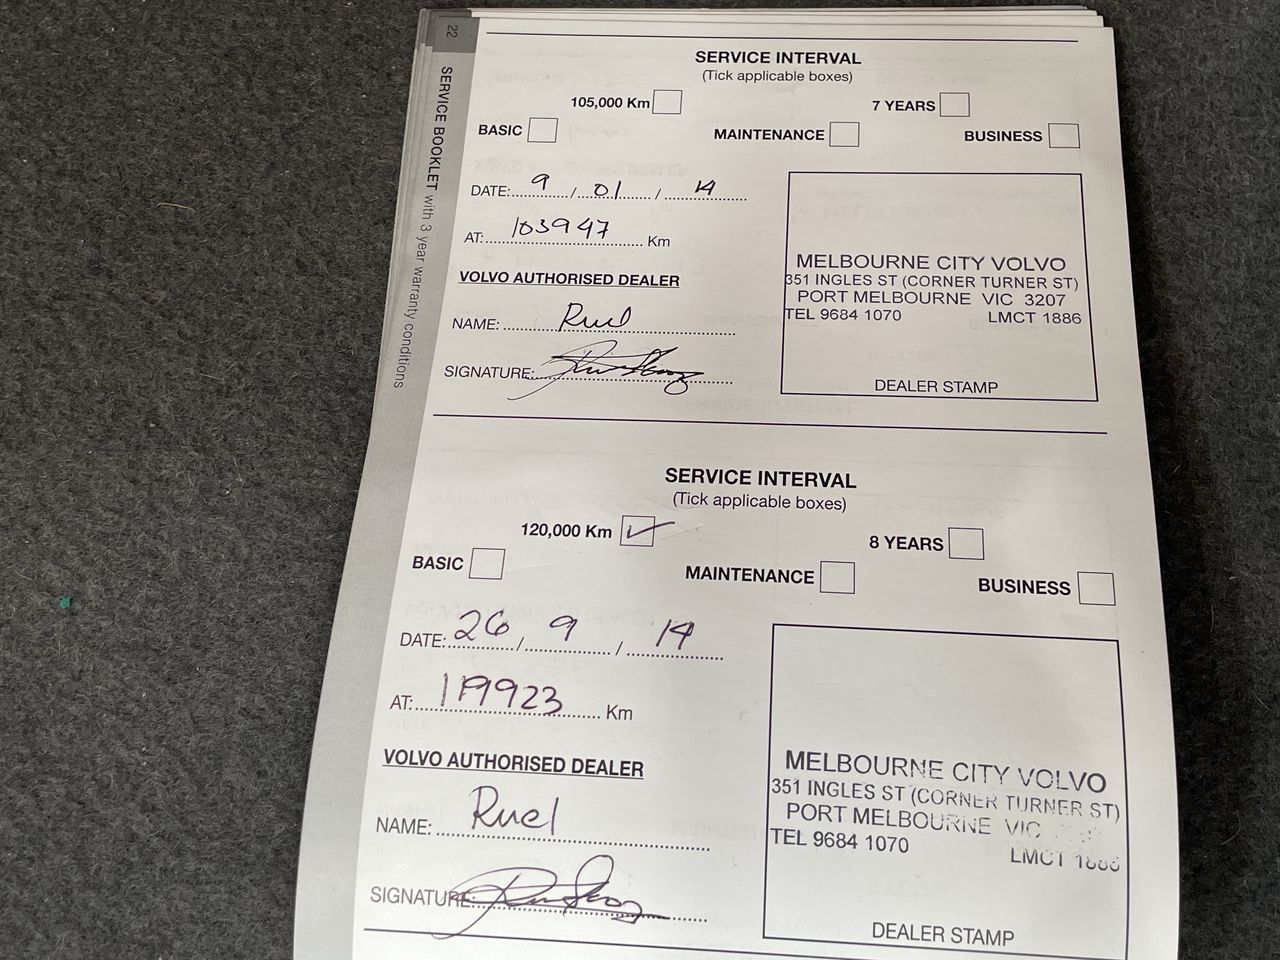 22
SERVICE BOOKLET with 3 year warranty conditions
SERVICE INTERVAL
(Tick applicable boxes)
105,000 Km
7 YEARS
BASIC
MAINTENANCE
BUSINESS
DATE: 9 / 01 / 14
AT: 103947 Km
VOLVO AUTHORISED DEALER
NAME: Ruel
SIGNATURE:
MELBOURNE CITY VOLVO
351 INGLES ST (CORNER TURNER ST)
PORT MELBOURNE VIC 3207
TEL 9684 1070 LMCT 1886
DEALER STAMP
SERVICE INTERVAL
(Tick applicable boxes)
120,000 Km ✓
8 YEARS
BASIC
MAINTENANCE
BUSINESS
DATE: 26 / 9 / 14
AT: 119923 Km
VOLVO AUTHORISED DEALER
NAME: Ruel
SIGNATURE:
MELBOURNE CITY VOLVO
351 INGLES ST (CORNER TURNER ST)
PORT MELBOURNE VIC
TEL 9684 1070 LMCT 1886
DEALER STAMP